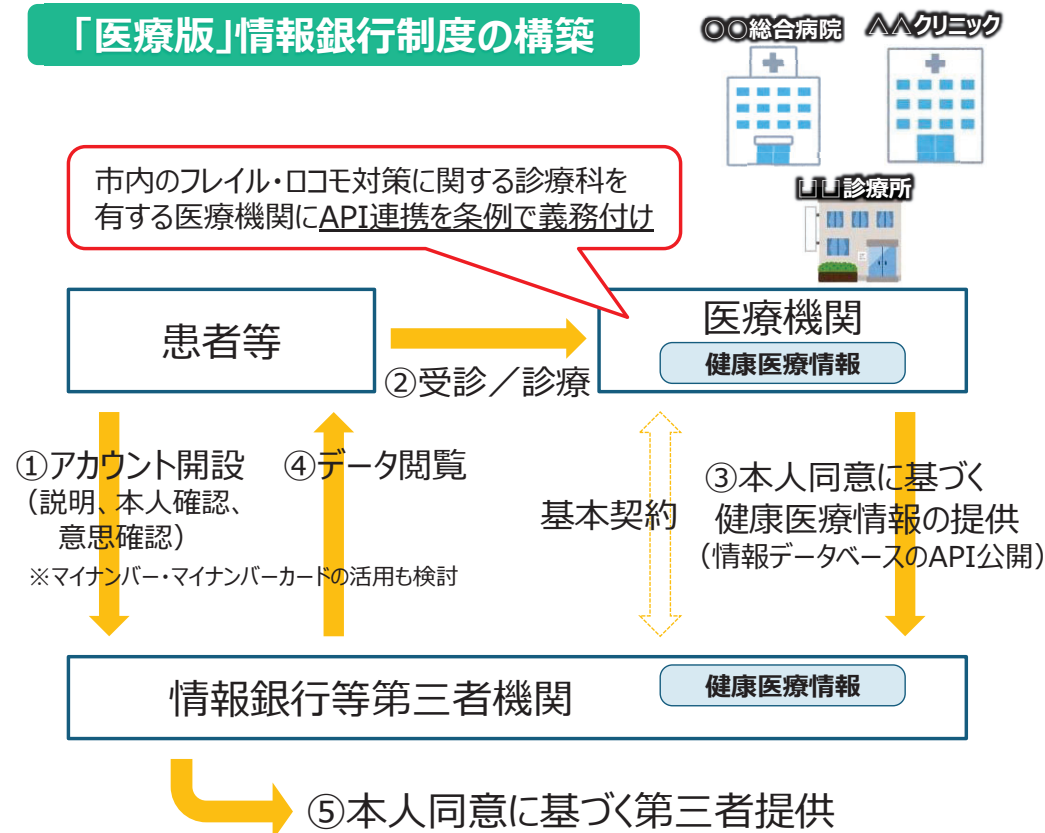 「医療版」情報銀行制度の構築
◎◎総合病院
△△クリニック
市内のフレイル・ロコモ対策に関する診療科を
有する医療機関にAPI連携を条例で義務付け
□□診療所
患者等
医療機関
健康医療情報
②受診／診療
①アカウント開設
（説明、本人確認、
意思確認）
※マイナンバー・マイナンバーカードの活用も検討
④データ閲覧
基本契約
③本人同意に基づく
健康医療情報の提供
（情報データベースのAPI公開）
情報銀行等第三者機関
健康医療情報
⑤本人同意に基づく第三者提供